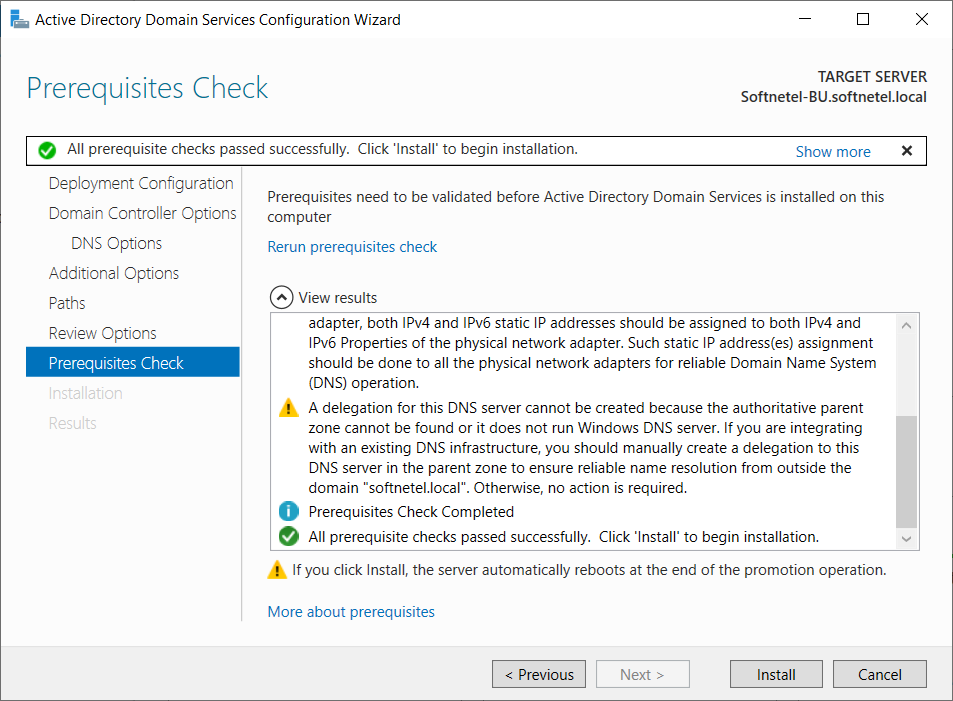 Active Directory Domain Services Configuration Wizard
Prerequisites Check
TARGET SERVER
Softnetel-BU.softnetel.local
All prerequisite checks passed successfully.  Click 'Install' to begin installation.
Show more
Deployment Configuration
Domain Controller Options
DNS Options
Additional Options
Paths
Review Options
Prerequisites Check
Installation
Results
Prerequisites need to be validated before Active Directory Domain Services is installed on this
computer
Rerun prerequisites check
View results
adapter, both IPv4 and IPv6 static IP addresses should be assigned to both IPv4 and
IPv6 Properties of the physical network adapter. Such static IP address(es) assignment
should be done to all the physical network adapters for reliable Domain Name System
(DNS) operation.
A delegation for this DNS server cannot be created because the authoritative parent
zone cannot be found or it does not run Windows DNS server. If you are integrating
with an existing DNS infrastructure, you should manually create a delegation to this
DNS server in the parent zone to ensure reliable name resolution from outside the
domain "softnetel.local". Otherwise, no action is required.
Prerequisites Check Completed
All prerequisite checks passed successfully.  Click 'Install' to begin installation.
If you click Install, the server automatically reboots at the end of the promotion operation.
More about prerequisites
< Previous
Next >
Install
Cancel